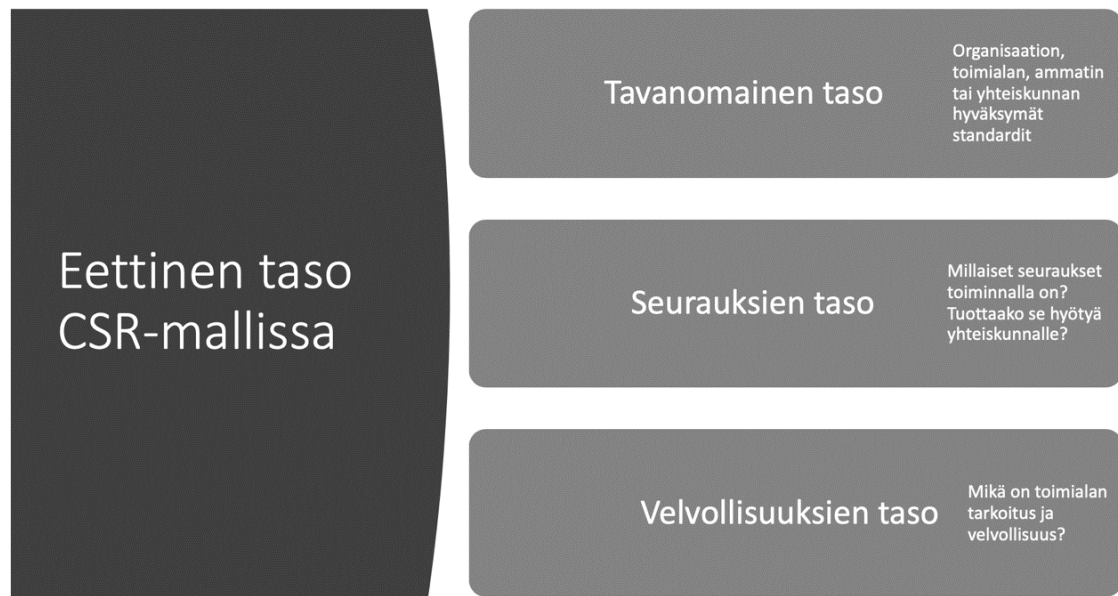 Eettinen taso
CSR-mallissa
Tavanomainen taso
Organisaation,
toimialan, ammatin
tai yhteiskunnan
hyväksymät
standardit
Seurauksien taso
Millaiset seuraukset
toiminnalla on?
Tuottaako se hyötyä
yhteiskunnalle?
Velvollisuuksien taso
Mikä on toimialan
tarkoitus ja
velvollisuus?